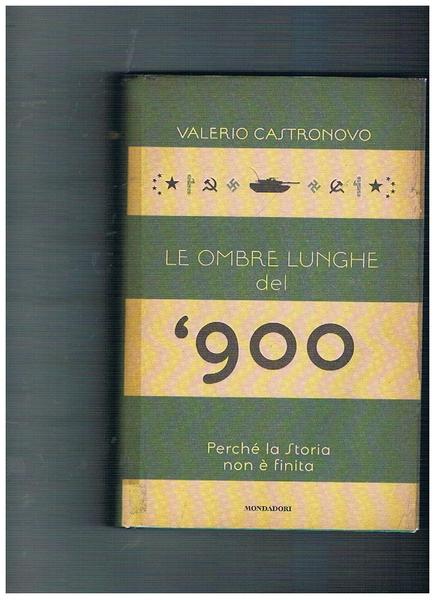 VALERIO CASTRONOVO
LE OMBRE LUNGHE
del
‘900
Perché la Storia
non è finita
MONDADORI